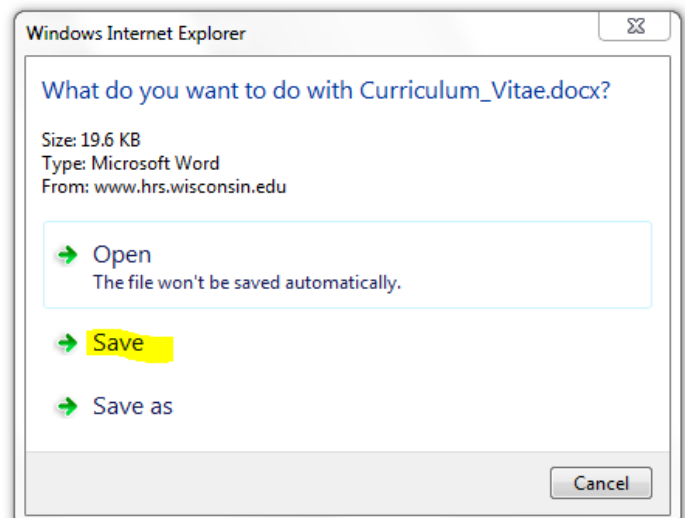 Windows Internet Explorer
What do you want to do with Curriculum_Vitae.docx?
Size: 19.6 KB
Type: Microsoft Word
From: www.hrs.wisconsin.edu
Open
The file won't be saved automatically.
Save
Save as
Cancel